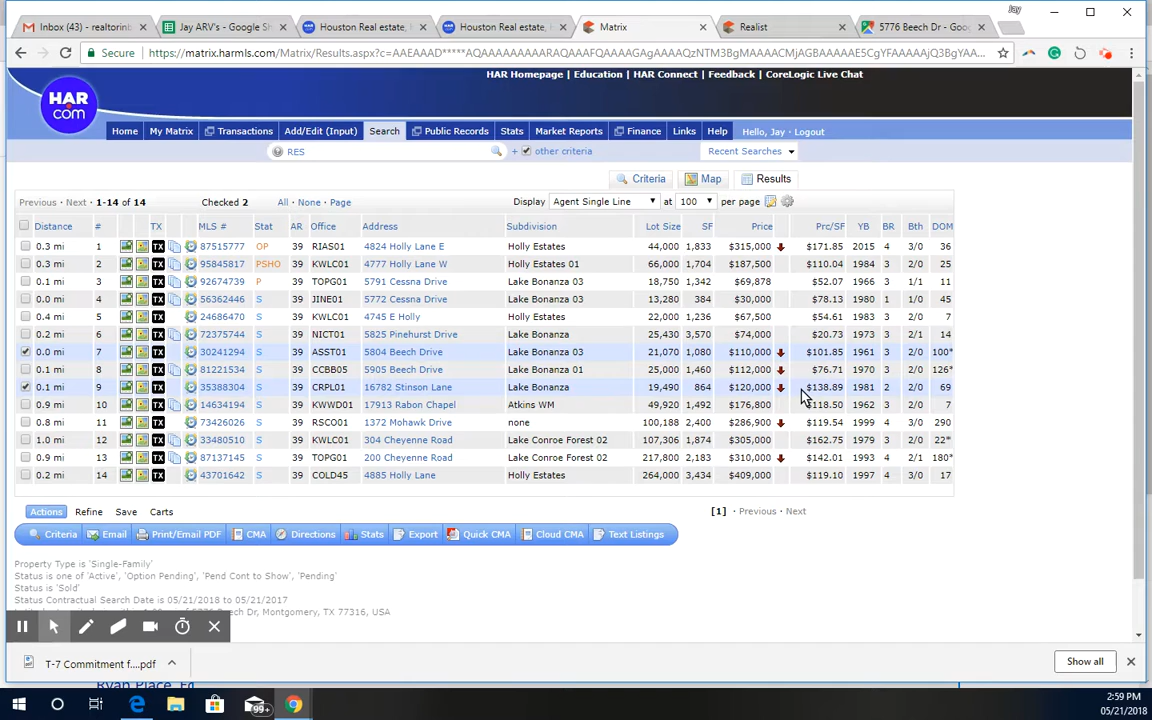 Jay
Inbox (43) - realtorinb
Jay ARV's - Google Sh
Houston Real estate, H
Houston Real estate, H
Matrix
Realist
5776 Beech Dr - Goo
Secure https://matrix.harmls.com/Matrix/Results.aspx?c=AAEAAAD*****AQAAAAAAAAARAQAAAFQAAAAGAgAAAAQzNTM3BgMAAAACMjAGBAAAAAE5CgYFAAAAAjQ3BgYAA...
HAR Homepage | Education | HAR Connect | Feedback | CoreLogic Live Chat
HAR
com
Home My Matrix Transactions Add/Edit (Input) Search Public Records Stats Market Reports Finance Links Help Hello, Jay · Logout
RES + other criteria Recent Searches
Criteria Map Results
Previous · Next · 1-14 of 14 Checked 2 All · None · Page Display Agent Single Line at 100 per page
Distance # TX MLS # Stat AR Office Address Subdivision Lot Size SF Price Prc/SF YB BR Bth DOM
0.3 mi 1 TX 87515777 OP 39 RIAS01 4824 Holly Lane E Holly Estates 44,000 1,833 $315,000 $171.85 2015 4 3/0 36
0.3 mi 2 TX 95845817 PSHO 39 KWLC01 4777 Holly Lane W Holly Estates 01 66,000 1,704 $187,500 $110.04 1984 3 2/0 25
0.1 mi 3 TX 92674739 P 39 TOPG01 5791 Cessna Drive Lake Bonanza 03 18,750 1,342 $69,878 $52.07 1966 3 1/1 11
0.0 mi 4 TX 56362446 S 39 JINE01 5772 Cessna Drive Lake Bonanza 03 13,280 384 $30,000 $78.13 1980 1 1/0 44
0.4 mi 5 TX 24686470 S 39 KWLC01 4745 E Holly Holly Estates 22,000 1,236 $67,500 $54.61 1983 3 2/0 7
0.2 mi 6 TX 72375744 S 39 NICT01 5825 Pinehurst Drive Lake Bonanza 25,430 3,570 $74,000 $20.73 1973 3 2/1 14
0.0 mi 7 TX 30241294 S 39 ASST01 5804 Beech Drive Lake Bonanza 03 21,070 1,080 $110,000 $101.85 1961 3 2/0 100*
0.1 mi 8 TX 81221534 S 39 CCBB05 5905 Beech Drive Lake Bonanza 01 25,000 1,460 $112,000 $76.71 1970 3 2/0 126*
0.1 mi 9 TX 35388304 S 39 CRPL01 16782 Stinson Lane Lake Bonanza 19,490 864 $120,000 $138.89 1981 2 2/0 69
0.9 mi 10 TX 14634194 S 39 KWWD01 17913 Rabon Chapel Atkins WM 49,920 1,492 $176,800 $118.50 1962 3 2/0 7
0.8 mi 11 TX 73426026 S 39 RSCO01 1372 Mohawk Drive none 100,188 2,400 $286,900 $119.54 1999 4 3/0 290
1.0 mi 12 TX 33480510 S 39 KWLC01 304 Cheyenne Road Lake Conroe Forest 02 107,306 1,874 $305,000 $162.75 1979 3 2/0 22*
0.9 mi 13 TX 87137145 S 39 TOPG01 200 Cheyenne Road Lake Conroe Forest 02 217,800 2,183 $310,000 $142.01 1993 4 2/1 180*
0.2 mi 14 TX 43701642 S 39 COLD45 4885 Holly Lane Holly Estates 264,000 3,434 $409,000 $119.10 1997 4 3/0 17
Actions Refine Save Carts [1] · Previous · Next
Criteria Email Print/Email PDF CMA Directions Stats Export Quick CMA Cloud CMA Text Listings
Property Type is 'Single-Family'
Status is one of 'Active', 'Option Pending', 'Pend Cont to Show', 'Pending'
Status is 'Sold'
Status Contractual Search Date is 05/21/2018 to 05/21/2017
Beech Dr, Montgomery, TX 77316, USA
T-7 Commitment f....pdf Show all
Ryan Place, Ed
99+
2:59 PM
05/21/2018